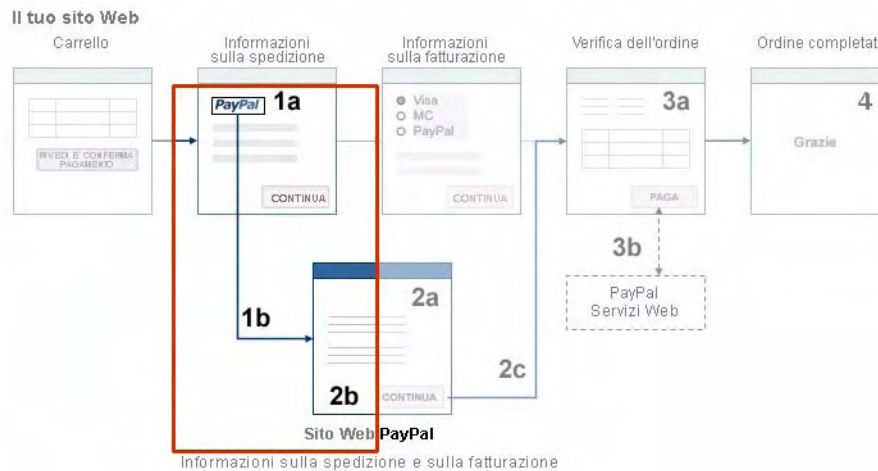 Il tuo sito Web
Carrello
Informazioni
sulla spedizione
Informazioni
sulla fatturazione
Verifica dell'ordine
Ordine completat
PayPal
1a
Visa
MC
PayPal
3a
4
Grazie
RIVEDI E CONFERMA
PAGAMENTO
CONTINUA
CONTINUA
PAGA
3b
2a
PayPal
Servizi Web
1b
2c
2b
CONTINUA
Sito Web PayPal
Informazioni sulla spedizione e sulla fatturazione